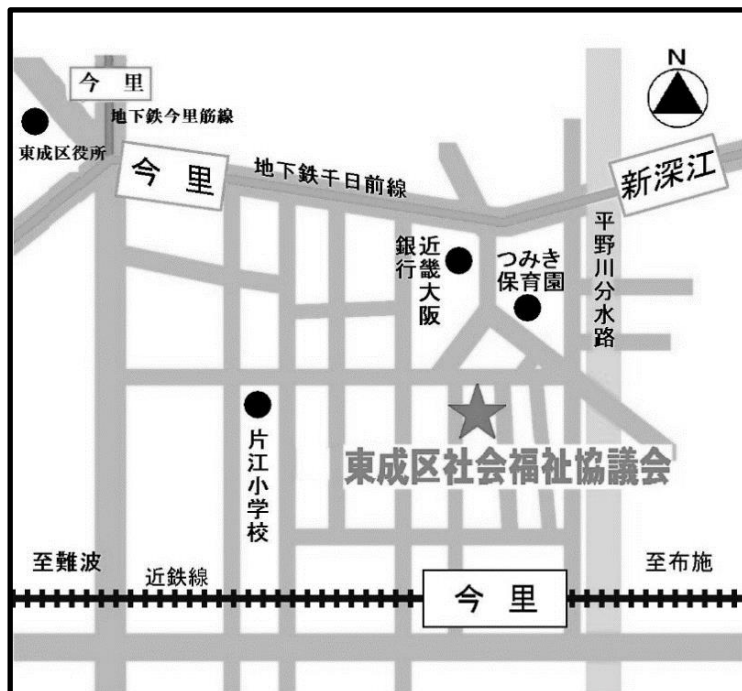 N
今里
地下鉄今里筋線
東成区役所
今里
地下鉄千日前線
新深江
近畿大阪
銀行
つみき
保育園
平野川分水路
片江小学校
東成区社会福祉協議会
至難波
近鉄線
今里
至布施